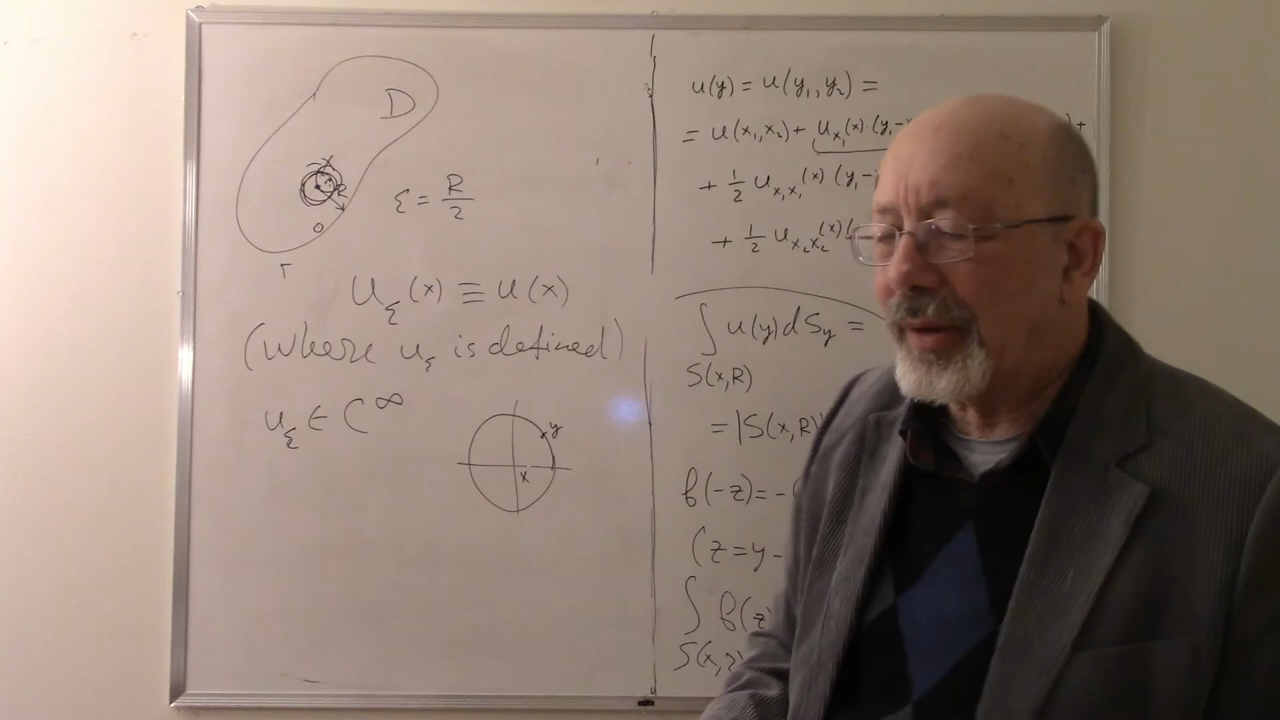 D
x
R
ε = R/2
0
Γ
u_ε(x) ≡ u(x)
(where u_ε is defined)
u_ε ∈ C^∞
y
x
u(y) = u(y₁, y₂) =
= u(x₁, x₂) + u_x₁(x)·(y₁-
+
+ 1/2 u_x₁x₁(x) (y₁-
+ 1/2 u_x₂x₂(x) (
∫ u(y) dS_y =
S(x,R)
= |S(x,R)|
f(-z) = -
(z = y -
∫ f(z)
S(x,